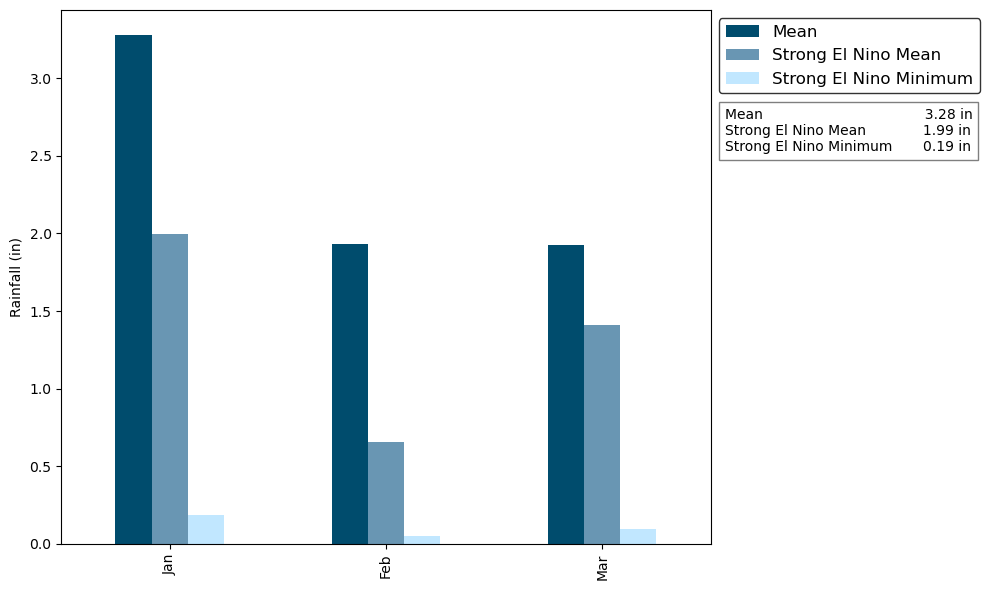 Mean
Strong El Nino Mean
Strong El Nino Minimum
Mean 3.28 in
Strong El Nino Mean 1.99 in
Strong El Nino Minimum 0.19 in
Rainfall (in)
3.0
2.5
2.0
1.5
1.0
0.5
0.0
Jan
Feb
Mar